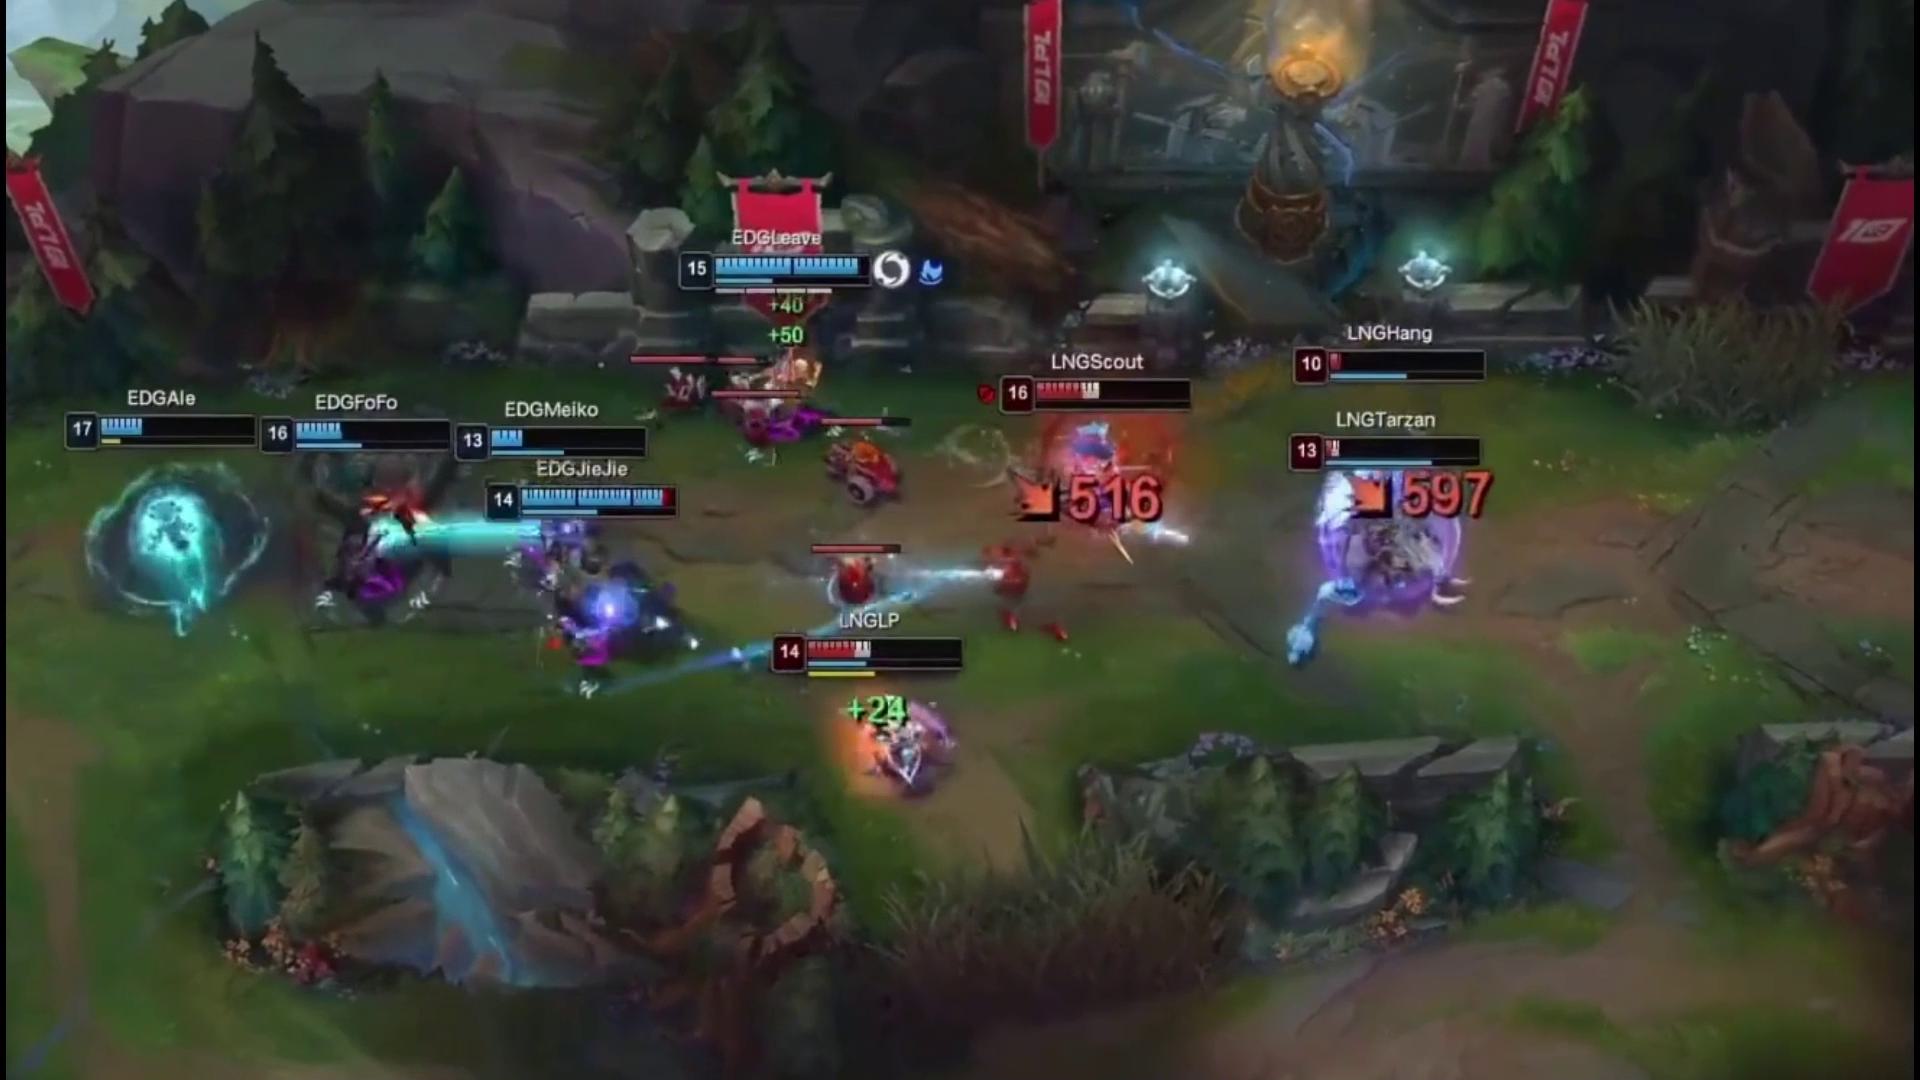 EDGLeave
15
+40
+50
LNGHang
10
LNGScout
16
EDGAle
17
EDGFoFo
16
EDGMeiko
13
LNGTarzan
13
EDGJieJie
14
516
597
LNGLP
14
+24